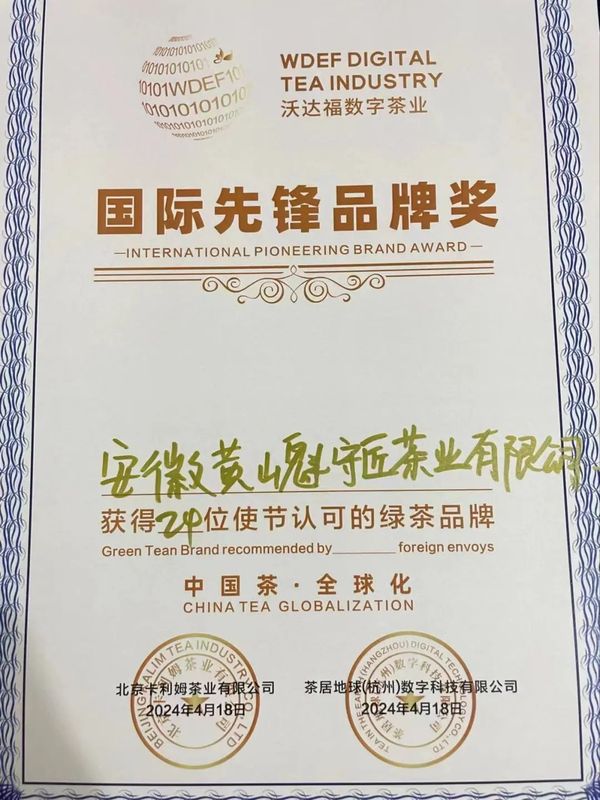 1010101010101
010101010101
10101WDEF101
01010101010
WDEF DIGITAL
TEA INDUSTRY
沃达福数字茶业
国际先锋品牌奖
INTERNATIONAL PIONEERING BRAND AWARD
安徽黄山魁守匠茶业有限公司
获得24位使节认可的绿茶品牌
Green Tean Brand recommended by________ foreign envoys
中国茶·全球化
CHINA TEA GLOBALIZATION
北京卡利姆茶业有限公司
2024年4月18日
茶居地球(杭州)数字科技有限公司
2024年4月18日